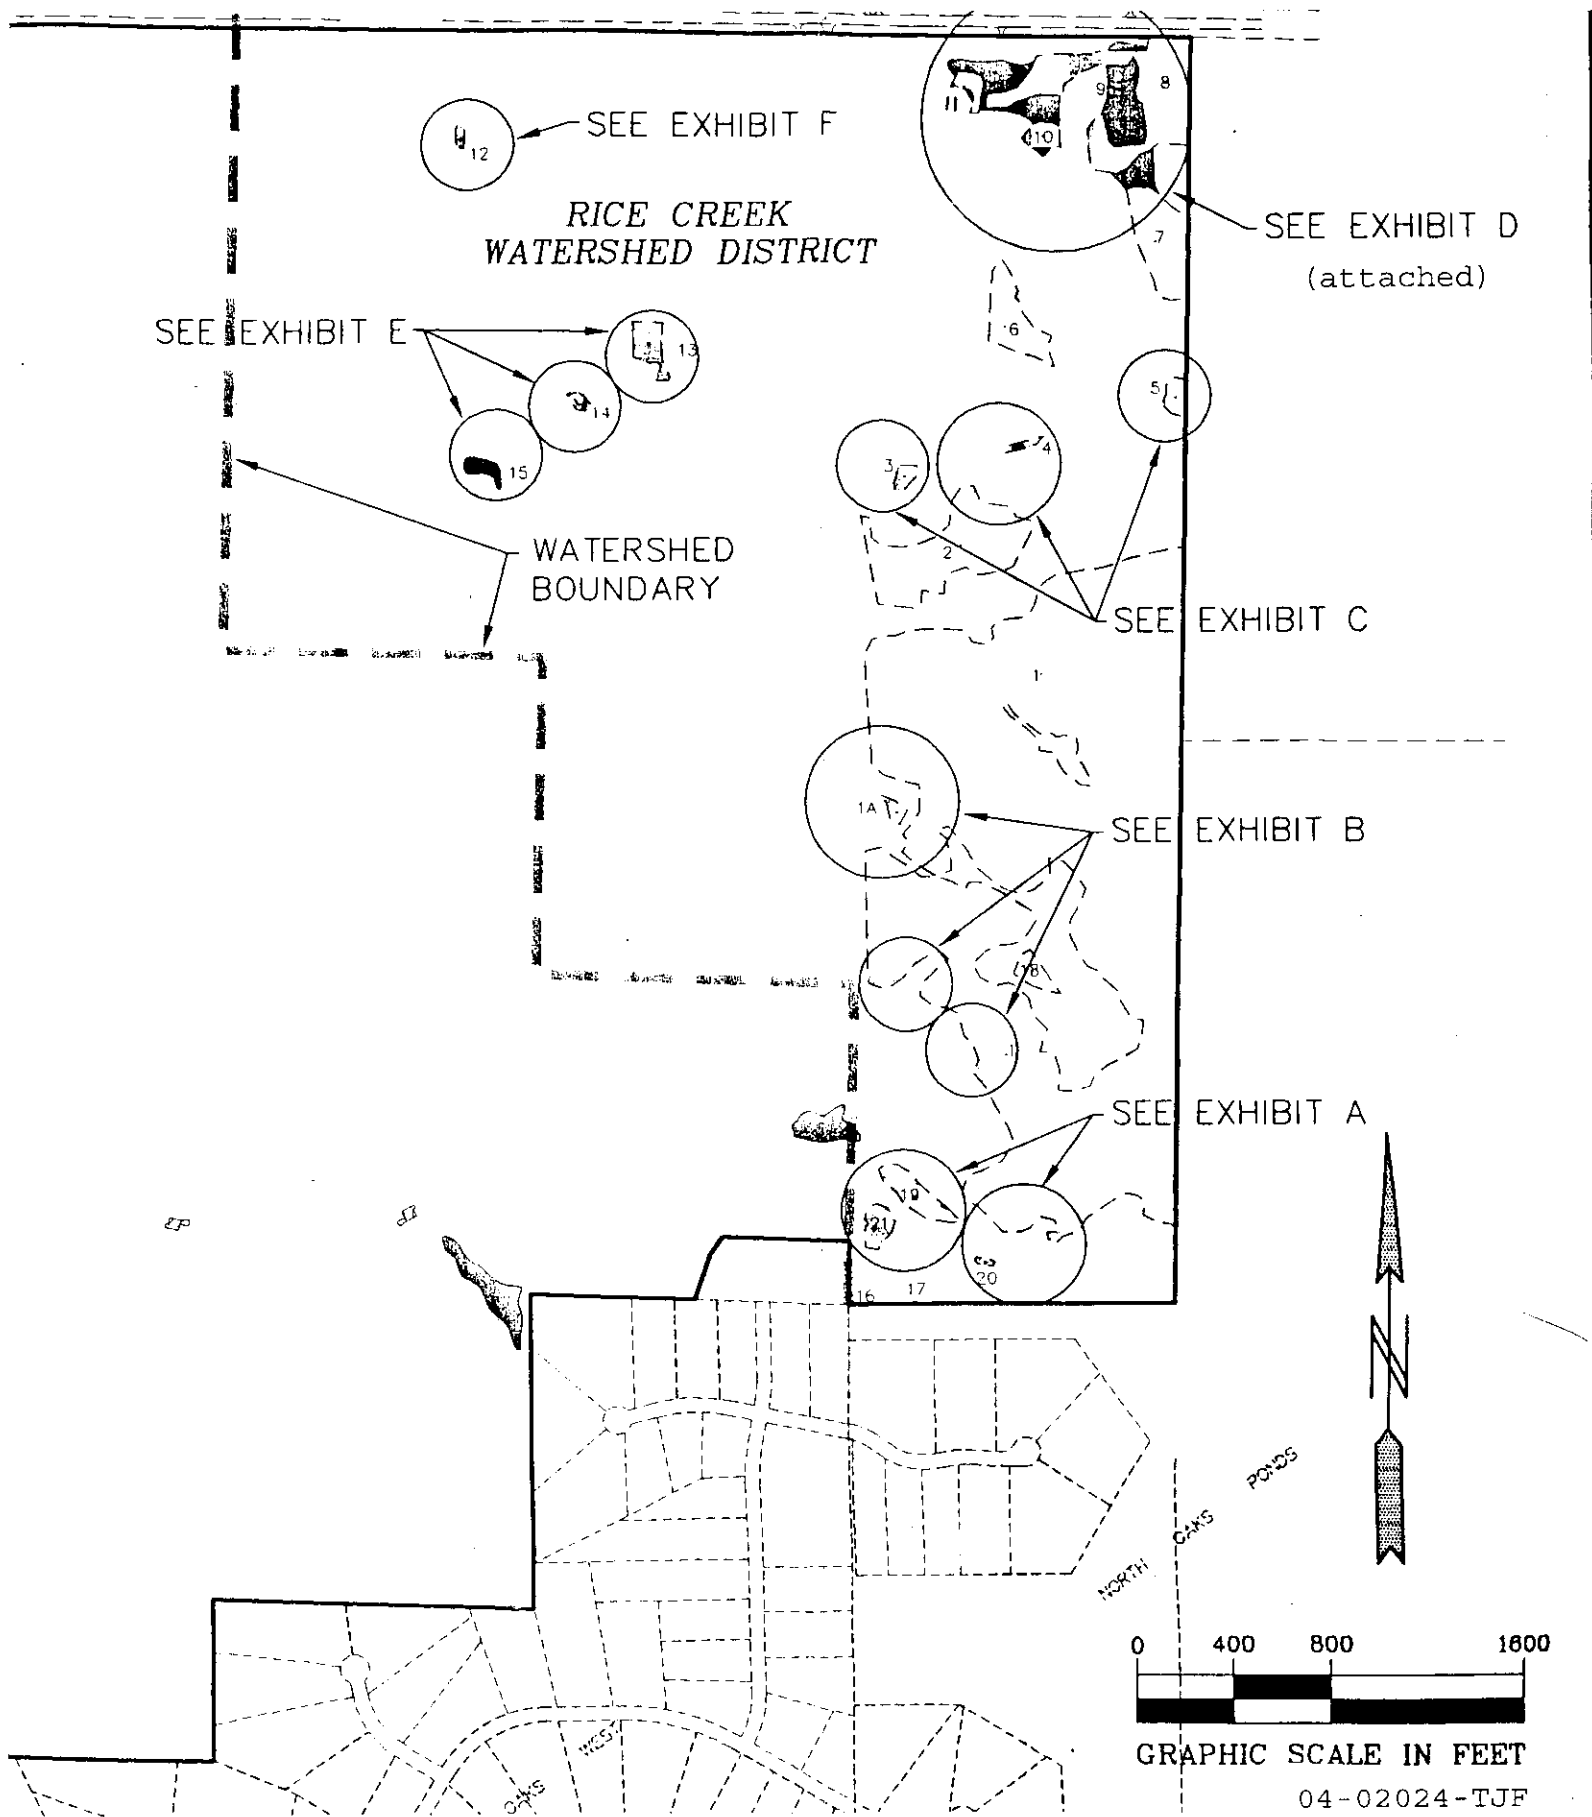 8
9
11
10
SEE EXHIBIT F
12
RICE CREEK
WATERSHED DISTRICT
SEE EXHIBIT D
(attached)
7
6
SEE EXHIBIT E
13
14
15
5
4
3
2
WATERSHED
BOUNDARY
SEE EXHIBIT C
1
1A
SEE EXHIBIT B
18
1
SEE EXHIBIT A
19
21
20
17
16
N
NORTH OAKS PONDS
OAKS WEST
0 400 800 1600
GRAPHIC SCALE IN FEET
04-02024-TJF